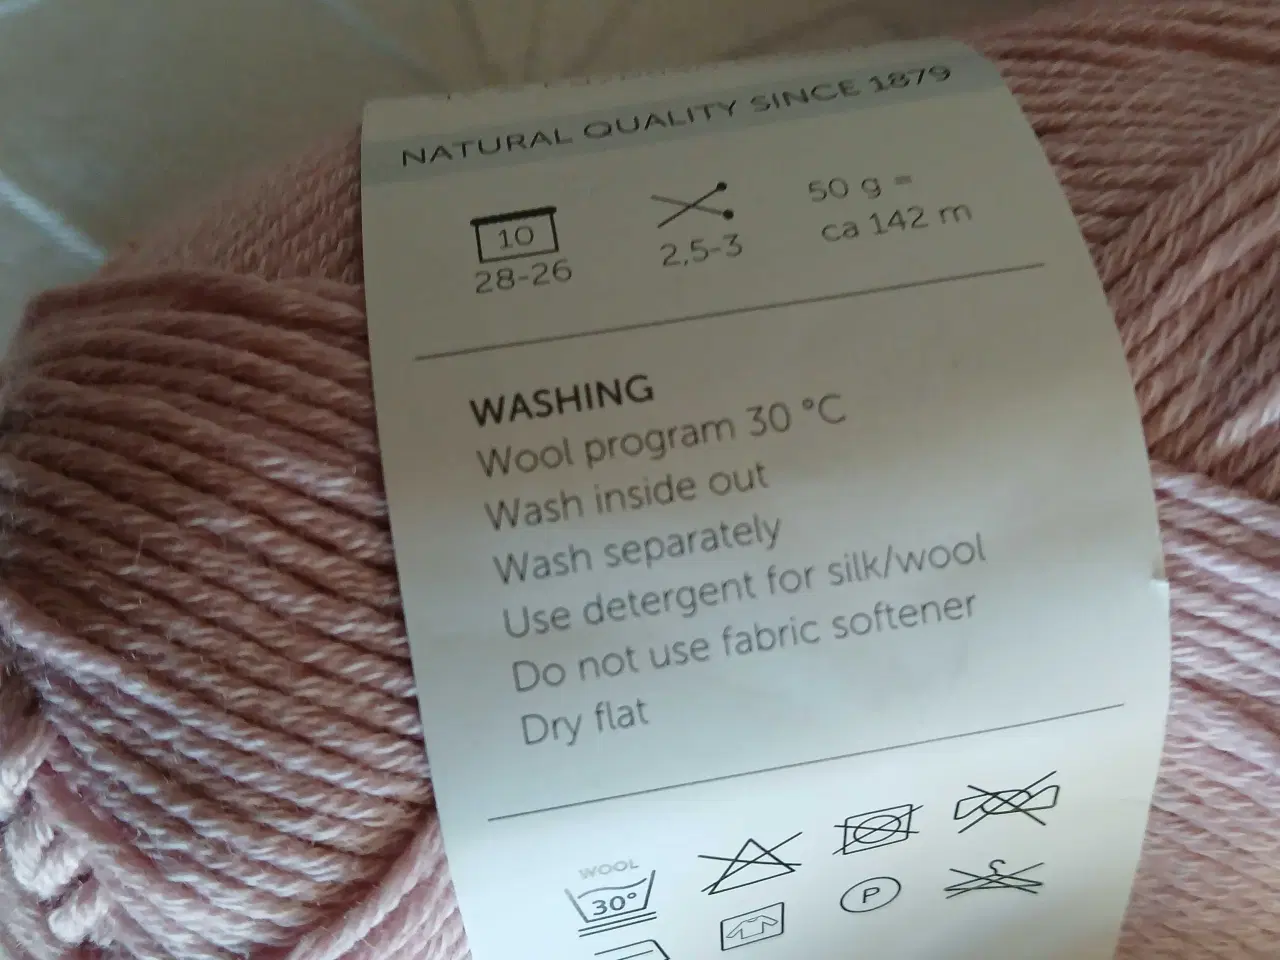 NATURAL QUALITY SINCE 1879
10
28-26
2,5-3
50 g =
ca 142 m
WASHING
Wool program 30 °C
Wash inside out
Wash separately
Use detergent for silk/wool
Do not use fabric softener
Dry flat
WOOL
30°
P